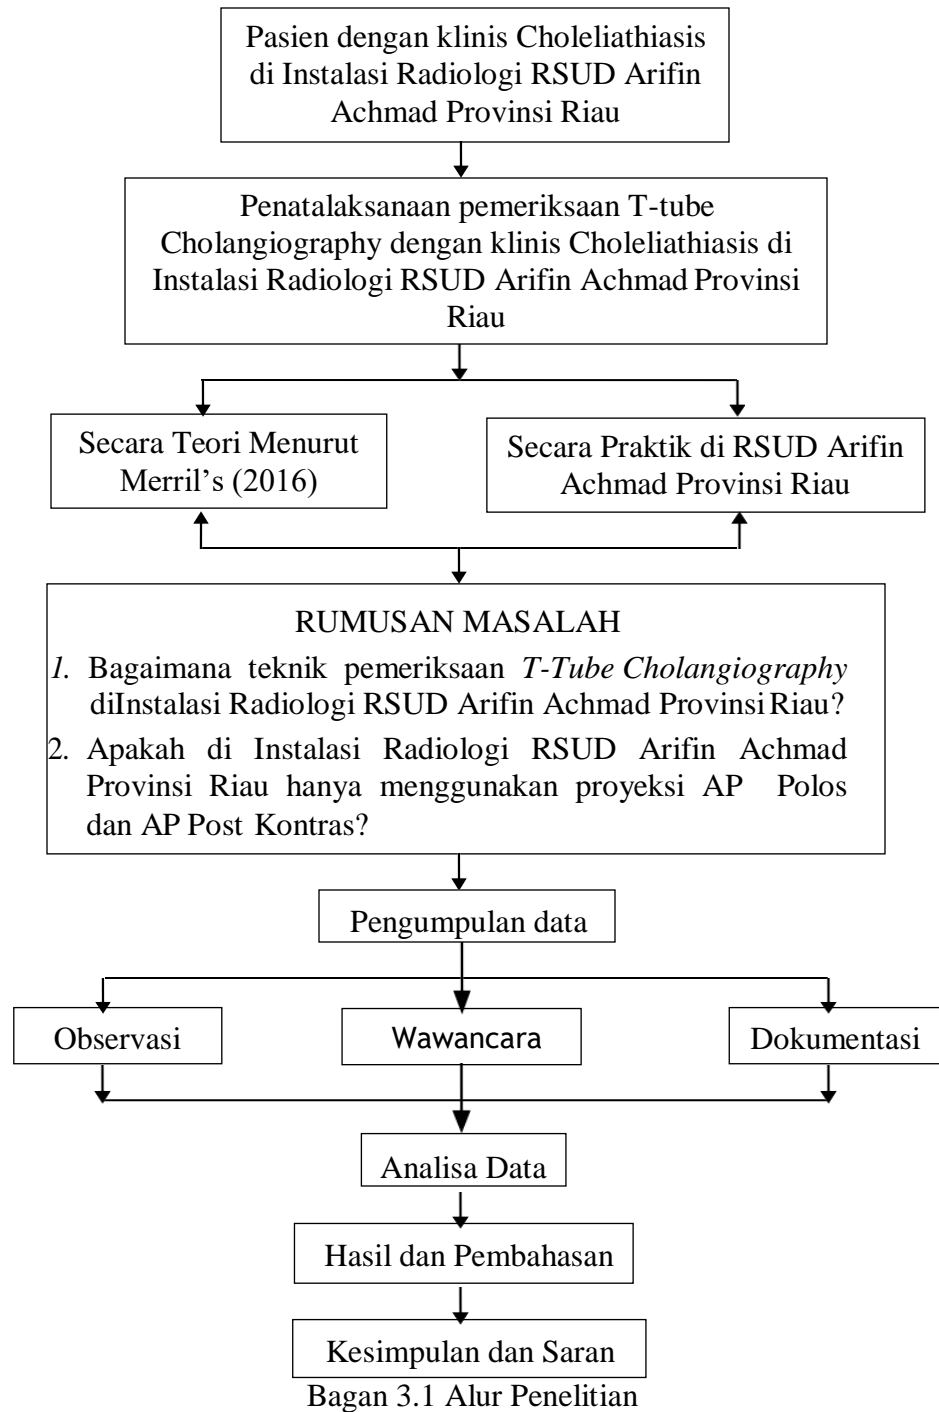 Pasien dengan klinis Choleliathiasis
di Instalasi Radiologi RSUD Arifin
Achmad Provinsi Riau
Penatalaksanaan pemeriksaan T-tube
Cholangiography dengan klinis Choleliathiasis di
Instalasi Radiologi RSUD Arifin Achmad Provinsi
Riau
Secara Teori Menurut
Merril’s (2016)
Secara Praktik di RSUD Arifin
Achmad Provinsi Riau
RUMUSAN MASALAH
1. Bagaimana teknik pemeriksaan T-Tube Cholangiography
diInstalasi Radiologi RSUD Arifin Achmad Provinsi Riau?
2. Apakah di Instalasi Radiologi RSUD Arifin Achmad
Provinsi Riau hanya menggunakan proyeksi AP Polos
dan AP Post Kontras?
Pengumpulan data
Observasi
Wawancara
Dokumentasi
Analisa Data
Hasil dan Pembahasan
Kesimpulan dan Saran
Bagan 3.1 Alur Penelitian